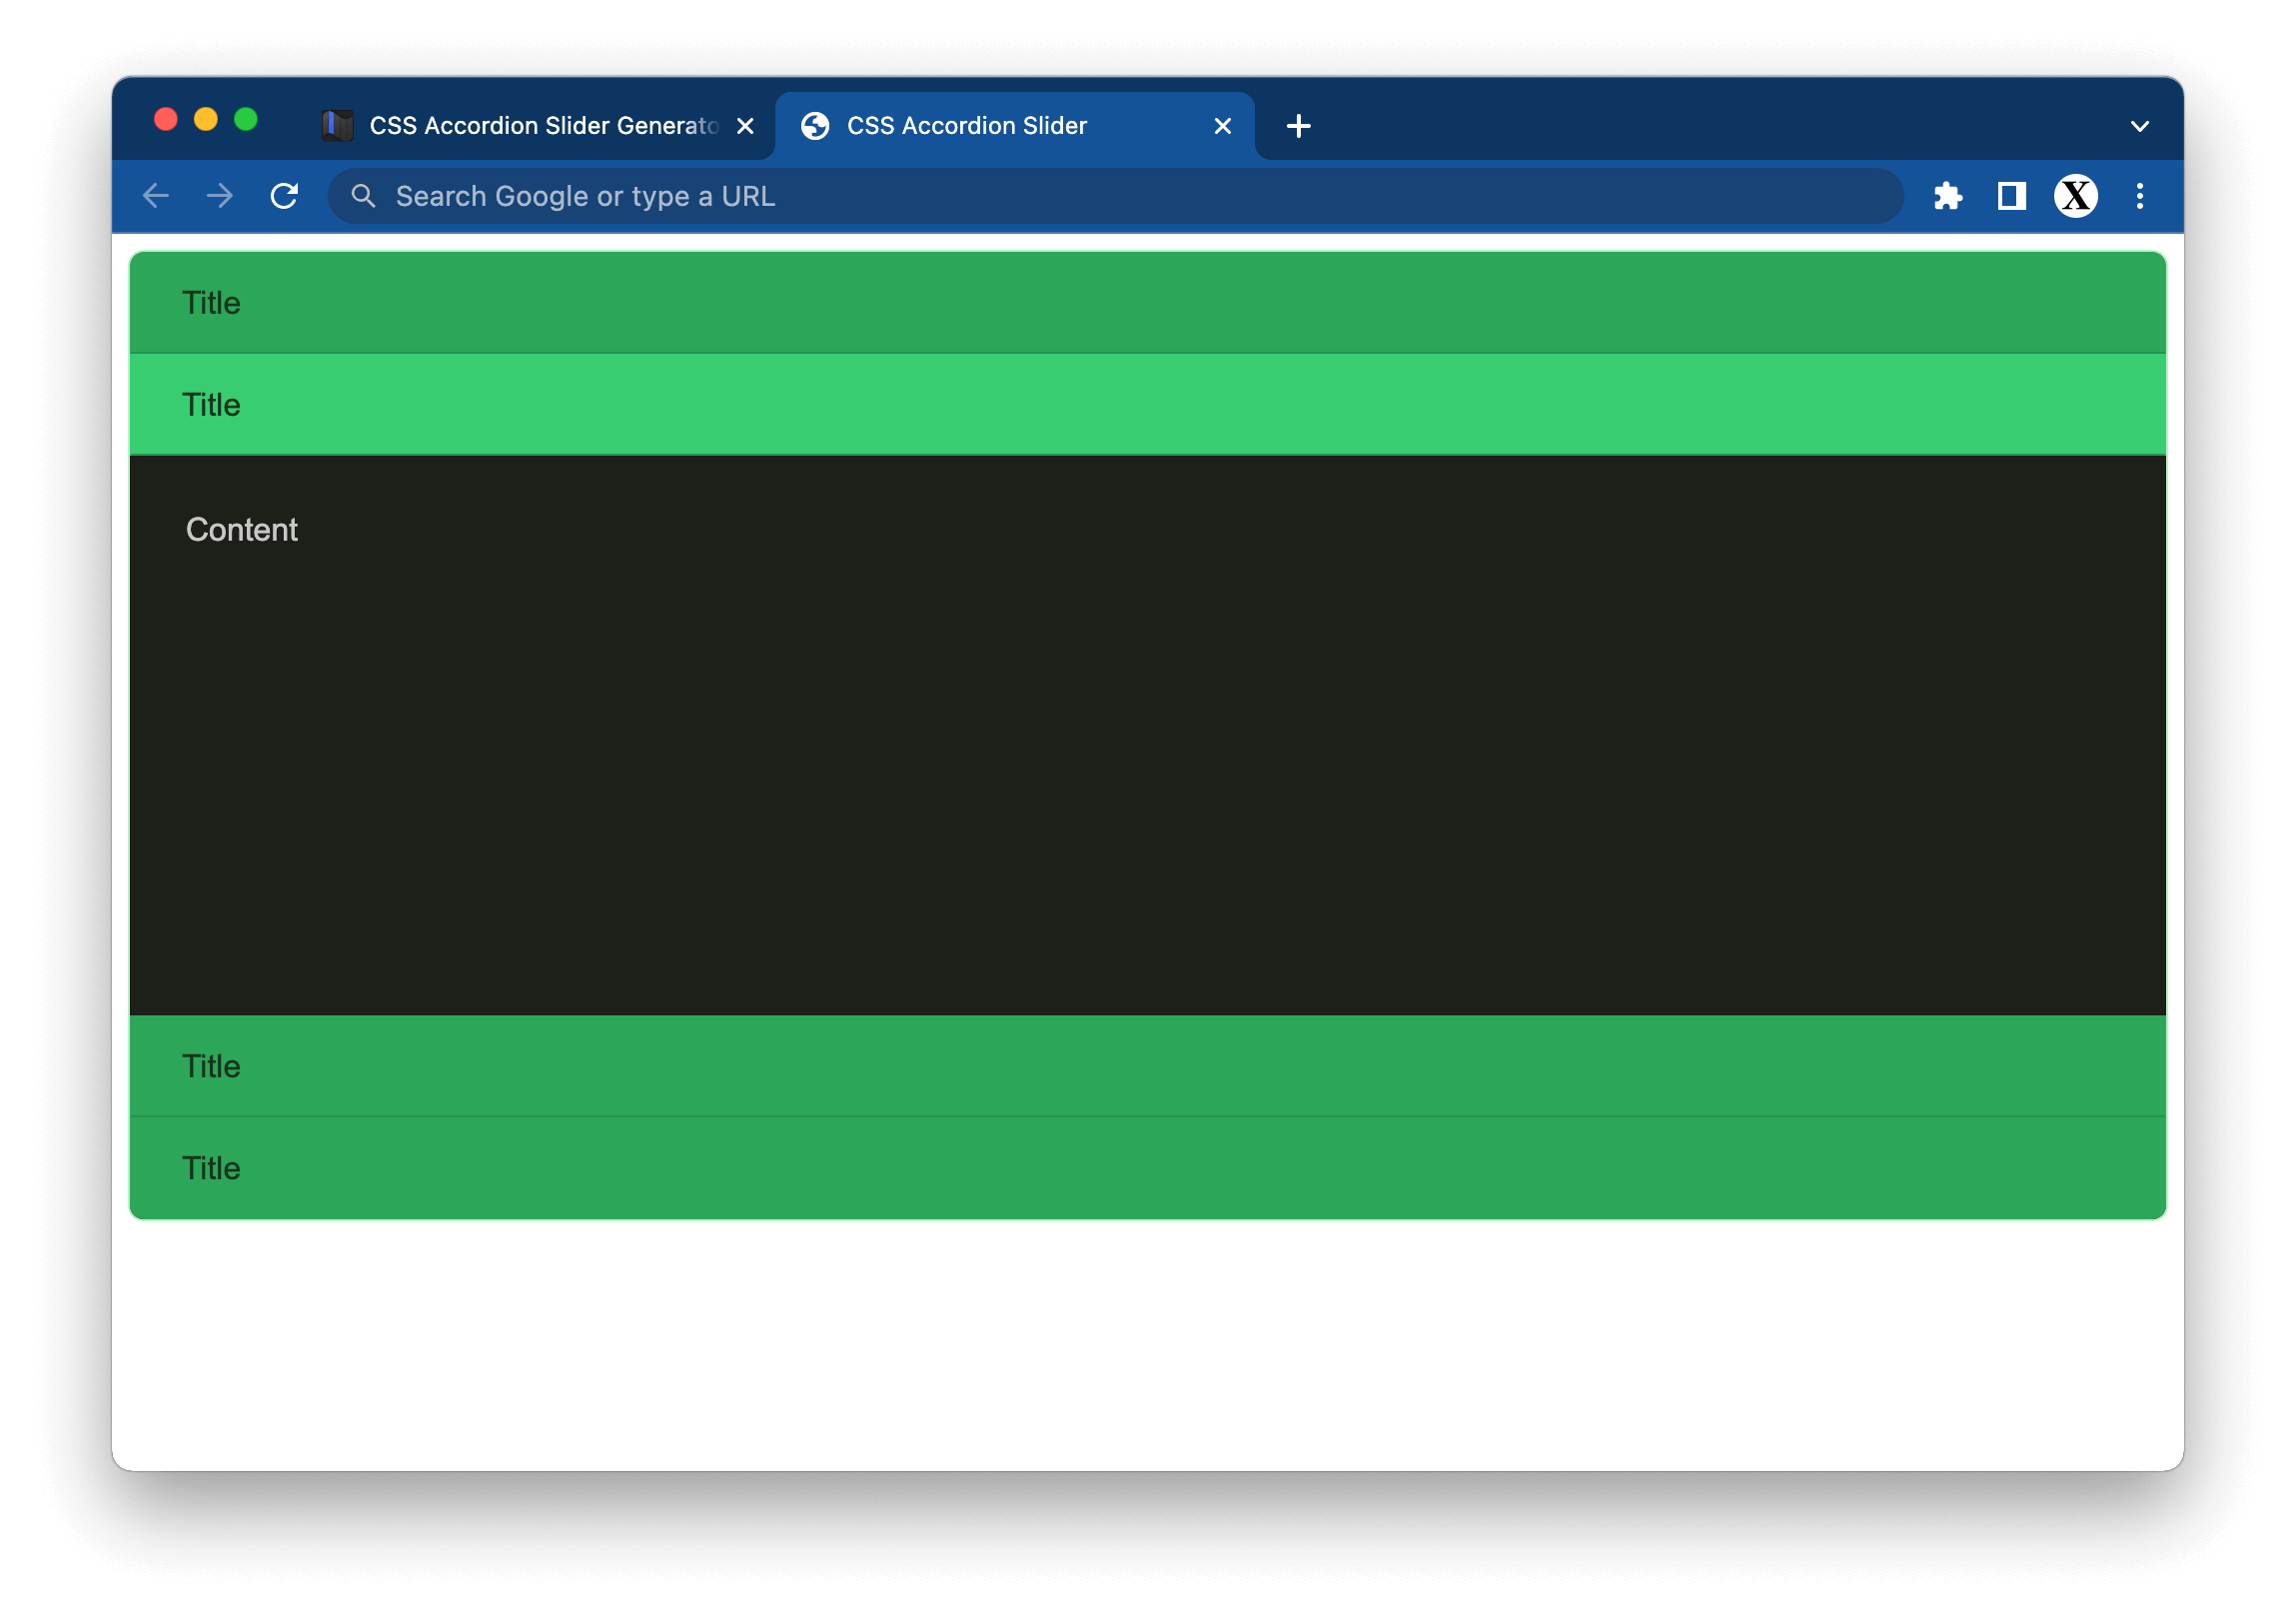 CSS Accordion Slider Generato
CSS Accordion Slider
Search Google or type a URL
X
Title
Title
Content
Title
Title